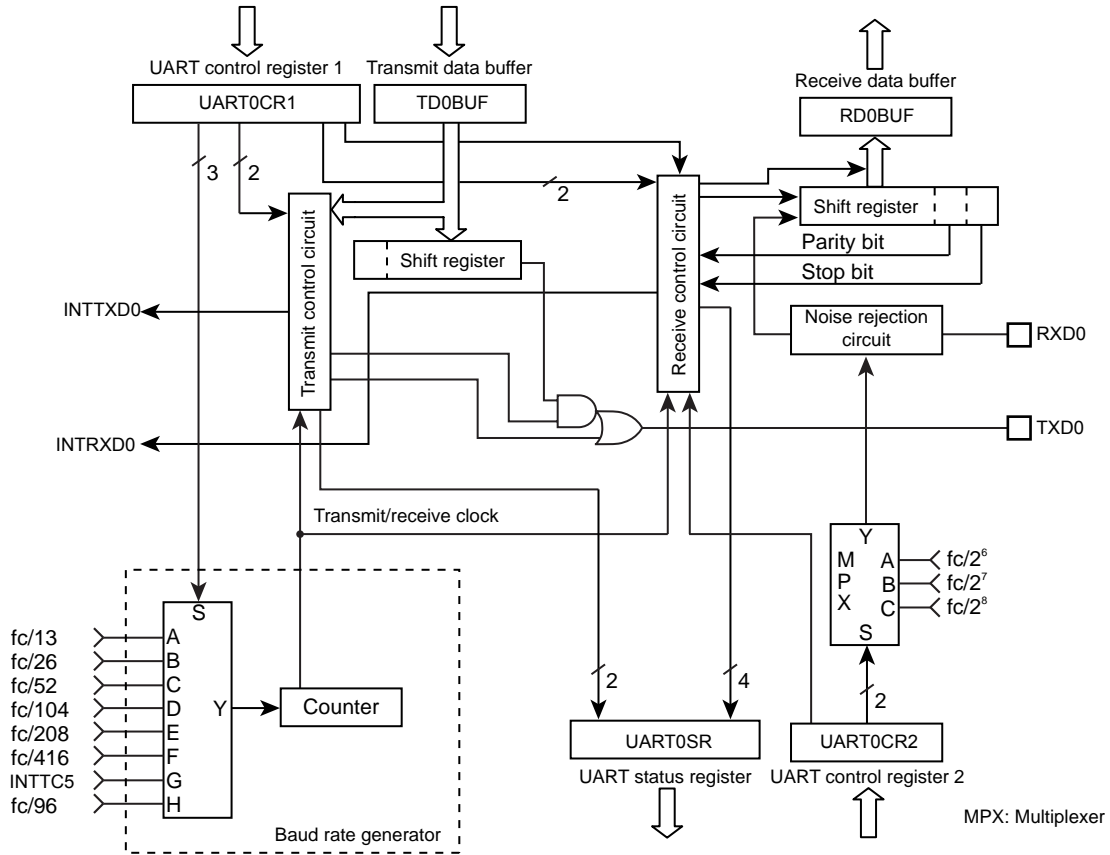 UART control register 1
Transmit data buffer
Receive data buffer
UART0CR1
TD0BUF
RD0BUF
3
2
2
Transmit control circuit
Shift register
Receive control circuit
Shift register
Parity bit
Stop bit
INTTXD0
Noise rejection
circuit
RXD0
INTRXD0
TXD0
Transmit/receive clock
Y
M
P
X
A
B
C
S
fc/2⁶
fc/2⁷
fc/2⁸
S
fc/13
A
fc/26
B
fc/52
C
fc/104
D
fc/208
E
fc/416
F
INTTC5
G
fc/96
H
Y
Counter
2
4
2
UART0SR
UART0CR2
UART status register
UART control register 2
Baud rate generator
MPX: Multiplexer